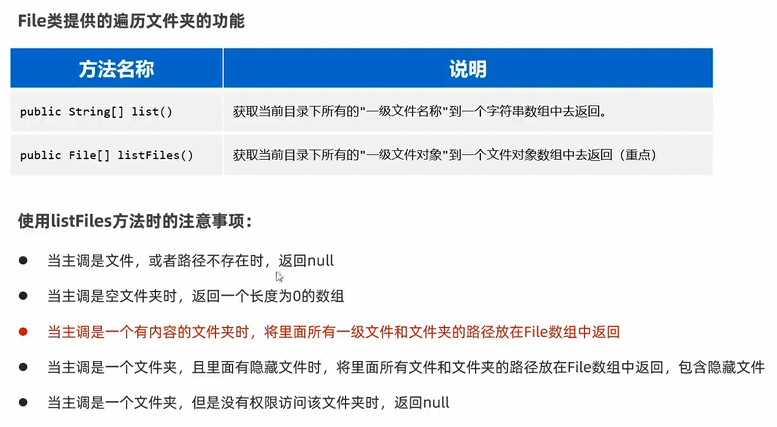 File类提供的遍历文件夹的功能
方法名称 说明
public String[] list() 获取当前目录下所有的"一级文件名称"到一个字符串数组中去返回。
public File[] listFiles() 获取当前目录下所有的"一级文件对象"到一个文件对象数组中去返回（重点）
使用listFiles方法时的注意事项：
● 当主调是文件，或者路径不存在时，返回null
● 当主调是空文件夹时，返回一个长度为0的数组
● 当主调是一个有内容的文件夹时，将里面所有一级文件和文件夹的路径放在File数组中返回
● 当主调是一个文件夹，且里面有隐藏文件时，将里面所有文件和文件夹的路径放在File数组中返回，包含隐藏文件
● 当主调是一个文件夹，但是没有权限访问该文件夹时，返回null